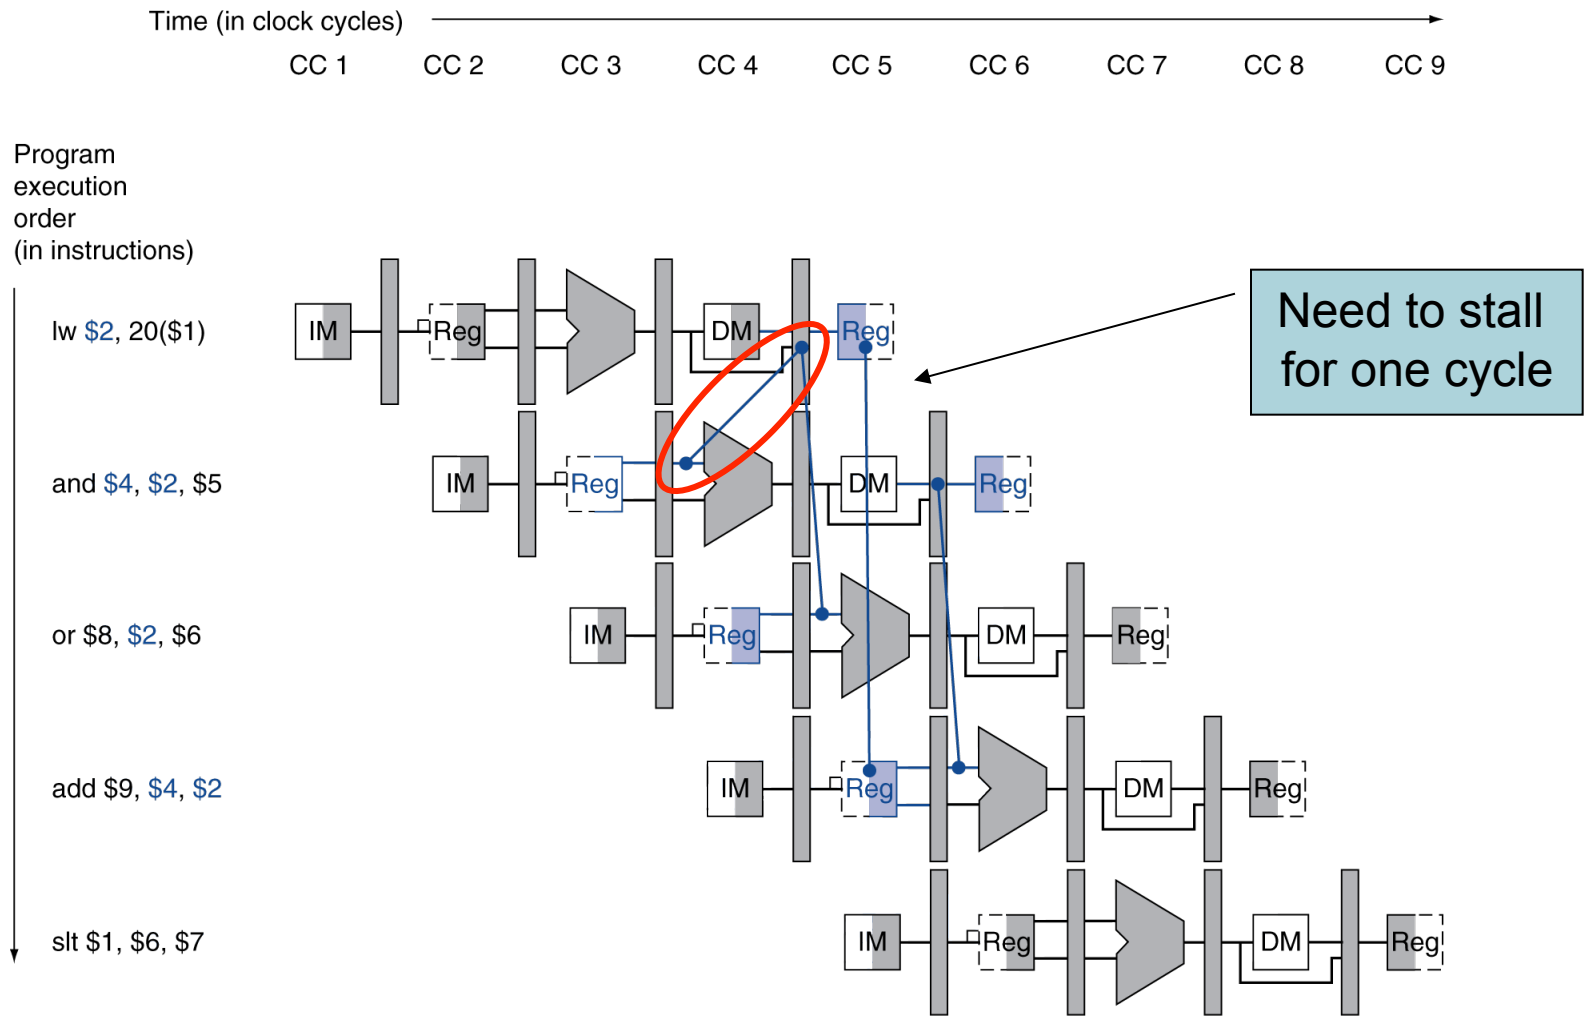 Time (in clock cycles)
CC 1 CC 2 CC 3 CC 4 CC 5 CC 6 CC 7 CC 8 CC 9
Program
execution
order
(in instructions)
Need to stall
for one cycle
lw $2, 20($1) IM Reg DM Reg
and $4, $2, $5 IM Reg DM Reg
or $8, $2, $6 IM Reg DM Reg
add $9, $4, $2 IM Reg DM Reg
slt $1, $6, $7 IM Reg DM Reg